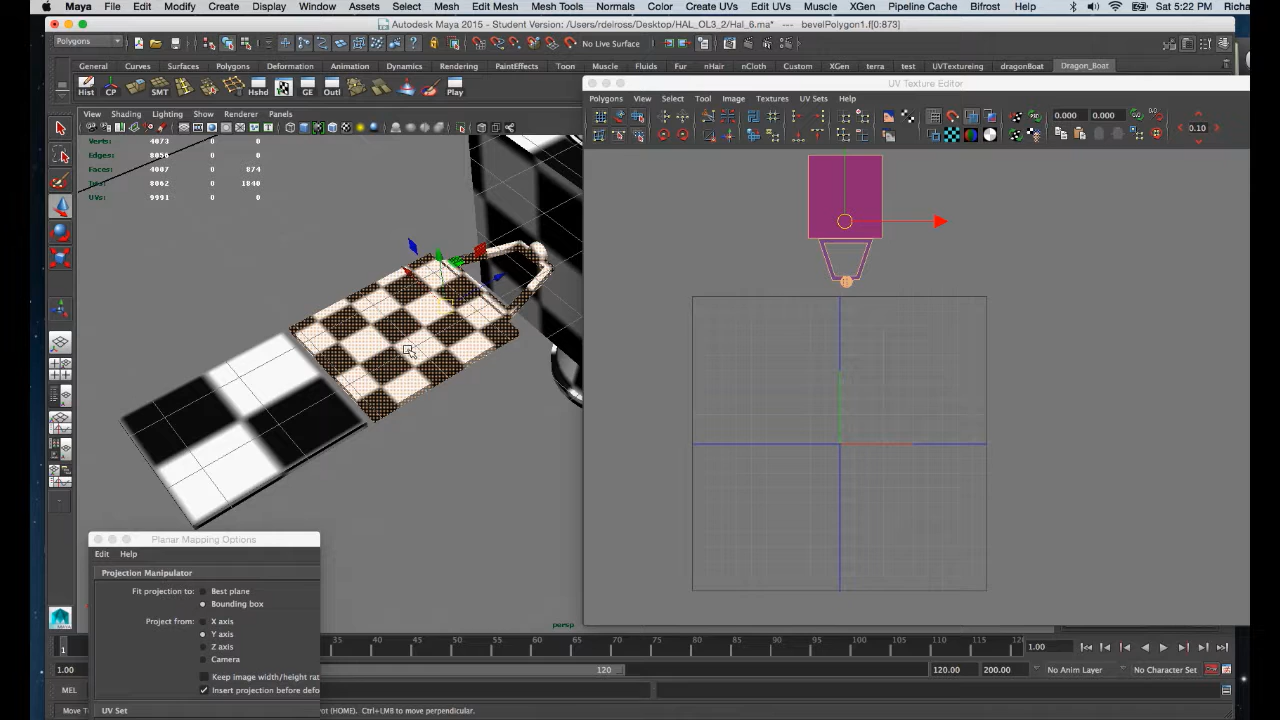 Maya File Edit Modify Create Display Window Assets Select Mesh Edit Mesh Mesh Tools Normals Color Create UVs Edit UVs Muscle XGen Pipeline Cache Bifrost Help Sat 5:22 PM Richa
Autodesk Maya 2015 - Student Version: /Users/rdelross/Desktop/HAL_OL3_2/Hal_6.ma* --- bevelPolygon1.f[0:873]
Polygons No Live Surface
General Curves Surfaces Polygons Deformation Animation Dynamics Rendering PaintEffects Toon Muscle Fluids Fur nHair nCloth Custom XGen terra test UVTextureing dragonBoat Dragon_Boat
Hist CP SMT Hshd GE Outl Play
UV Texture Editor
Polygons View Select Tool Image Textures UV Sets Help
View Shading Lighting Show Renderer Panels
0.000 0.000 0.10
Verts: 4073 0 0
Edges: 8056 0 0
Faces: 4007 0 874
Tris: 8062 0 1840
UVs: 9991 0 0
Planar Mapping Options
Edit Help
Projection Manipulator
Fit projection to: Best plane
Bounding box
Project from: X axis
Y axis
Z axis
Camera
Keep image width/height rat
Insert projection before defo
UV Set
persp
1 35 40 45 50 55 60 65 70 75 80 85 90 95 100 105 110 115 120 1.00
1.00 120 120.00 200.00 No Anim Layer No Character Set
MEL
Move To ot (HOME). Ctrl+LMB to move perpendicular.